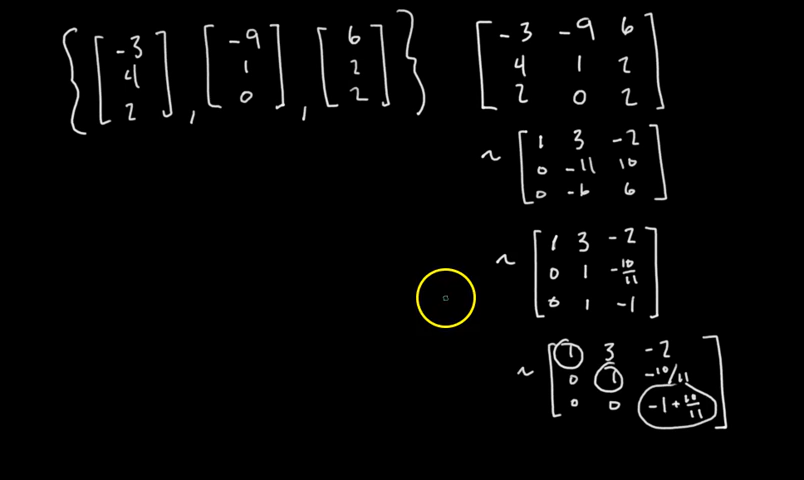 { [ -3 4 2 ] , [ -9 1 0 ] , [ 6 2 2 ] }
[ -3 -9 6
4 1 2
2 0 2 ]
~ [ 1 3 -2
0 -11 10
0 -6 6 ]
~ [ 1 3 -2
0 1 -10/11
0 1 -1 ]
~ [ 1 3 -2
0 1 -10/11
0 0 -1+10/11 ]